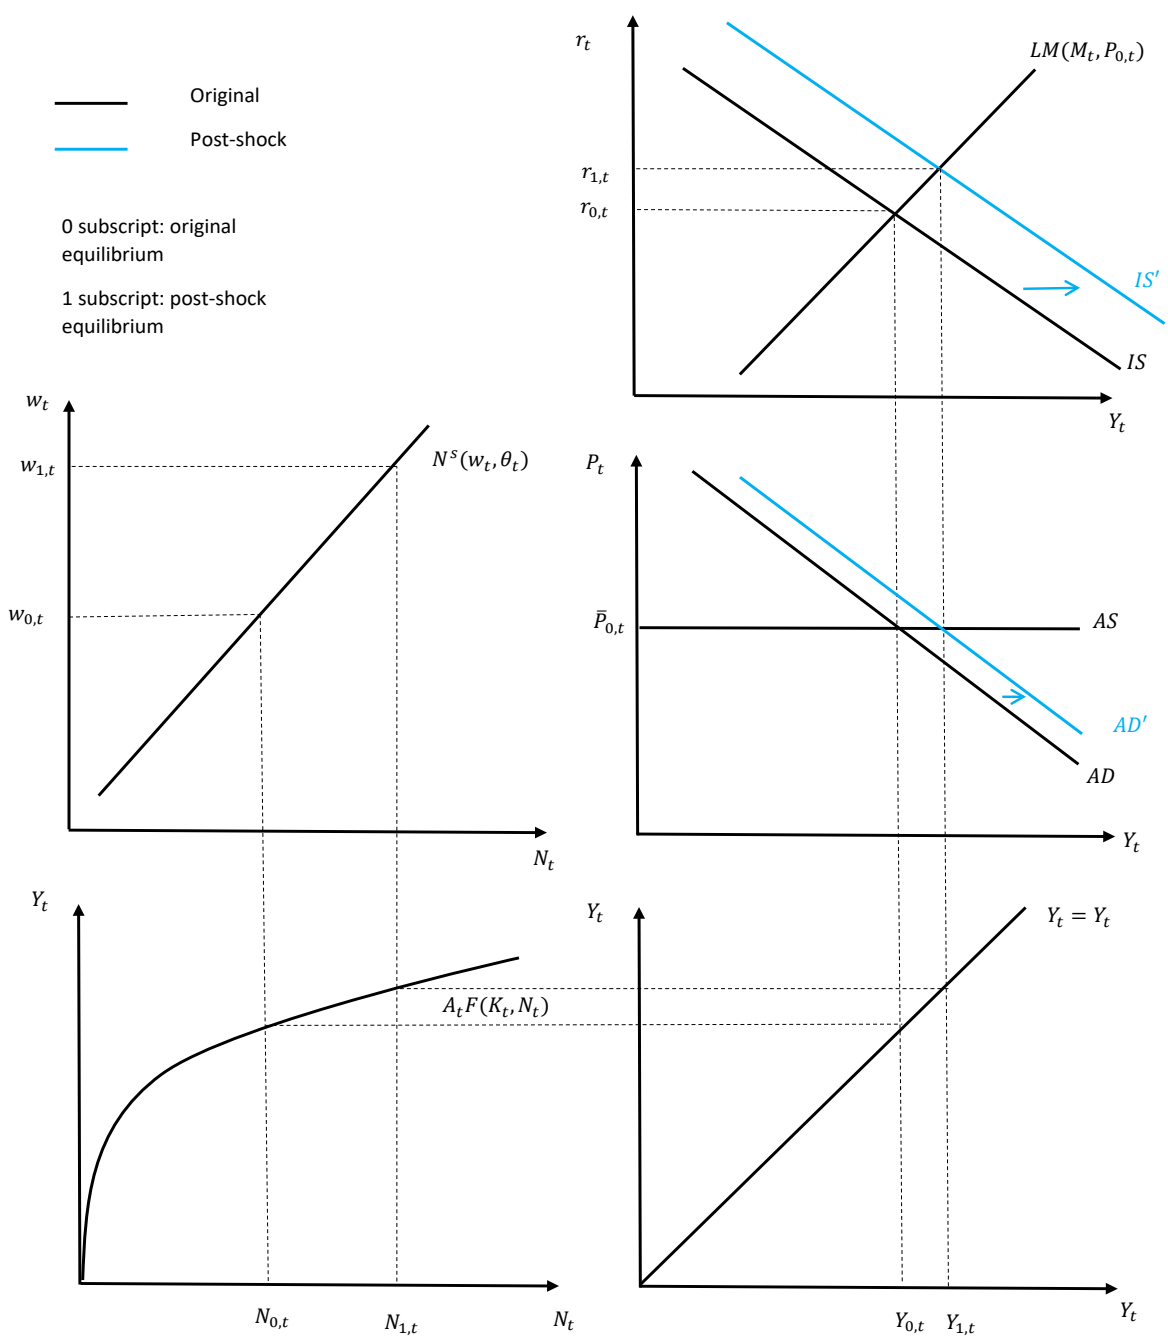 Original
Post-shock
0 subscript: original
equilibrium
1 subscript: post-shock
equilibrium
r_t
LM(M_t, P_{0,t})
r_{1,t}
r_{0,t}
IS′
IS
Y_t
w_t
w_{1,t}
N^s(w_t, θ_t)
w_{0,t}
N_t
P_t
P̄_{0,t}
AS
AD′
AD
Y_t
Y_t
A_tF(K_t, N_t)
N_{0,t}
N_{1,t}
N_t
Y_t
Y_t = Y_t
Y_{0,t}
Y_{1,t}
Y_t